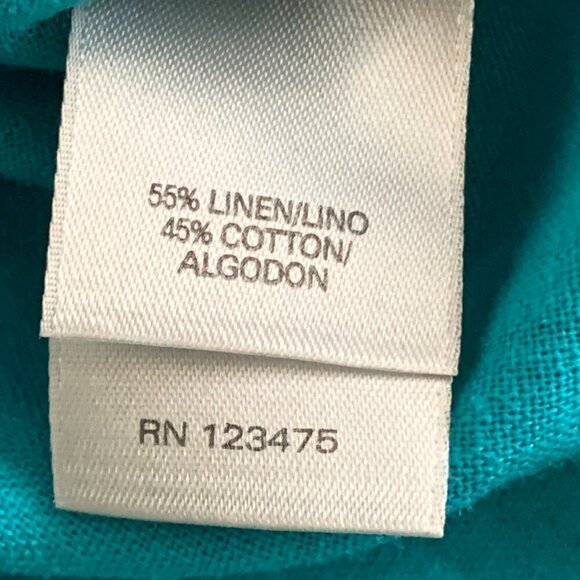 55% LINEN/LINO
45% COTTON/
ALGODON
RN 123475